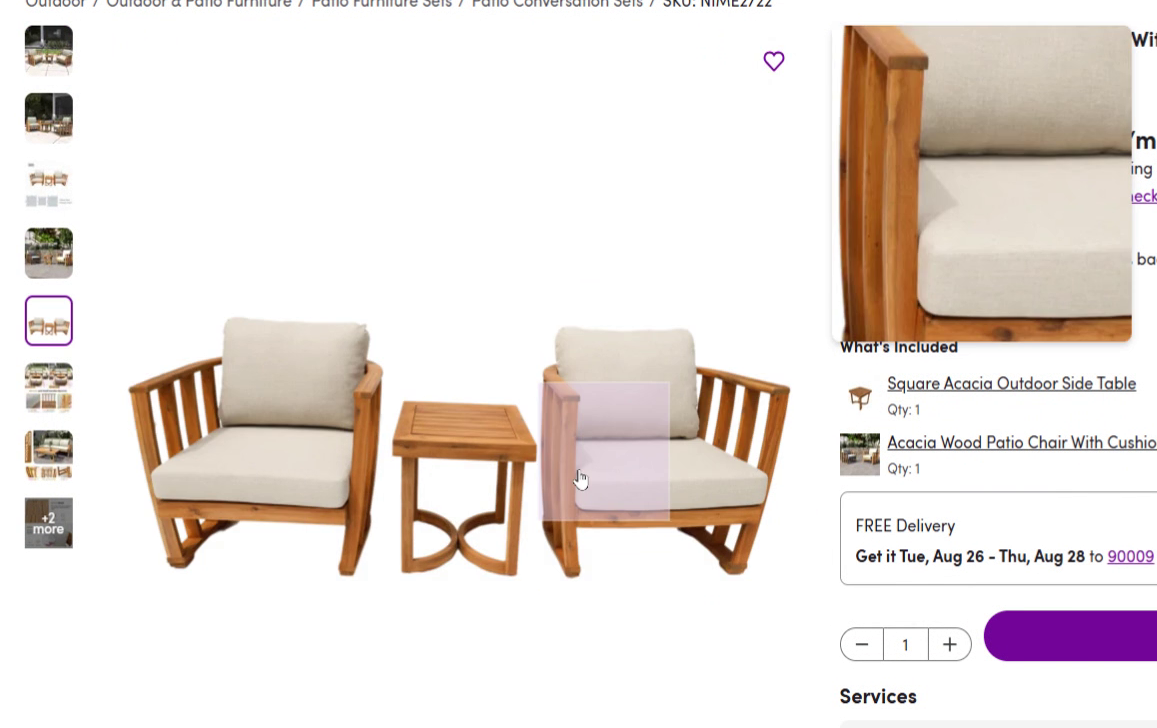 Outdoor / Outdoor & Patio Furniture / Patio Furniture Sets / Patio Conversation Sets / SKU: NIME2722
Wit
/m
ing
heck
ba
What's Included
Square Acacia Outdoor Side Table
Qty: 1
Acacia Wood Patio Chair With Cushio
Qty: 1
+2
more
FREE Delivery
Get it Tue, Aug 26 - Thu, Aug 28 to 90009
− 1 +
Services